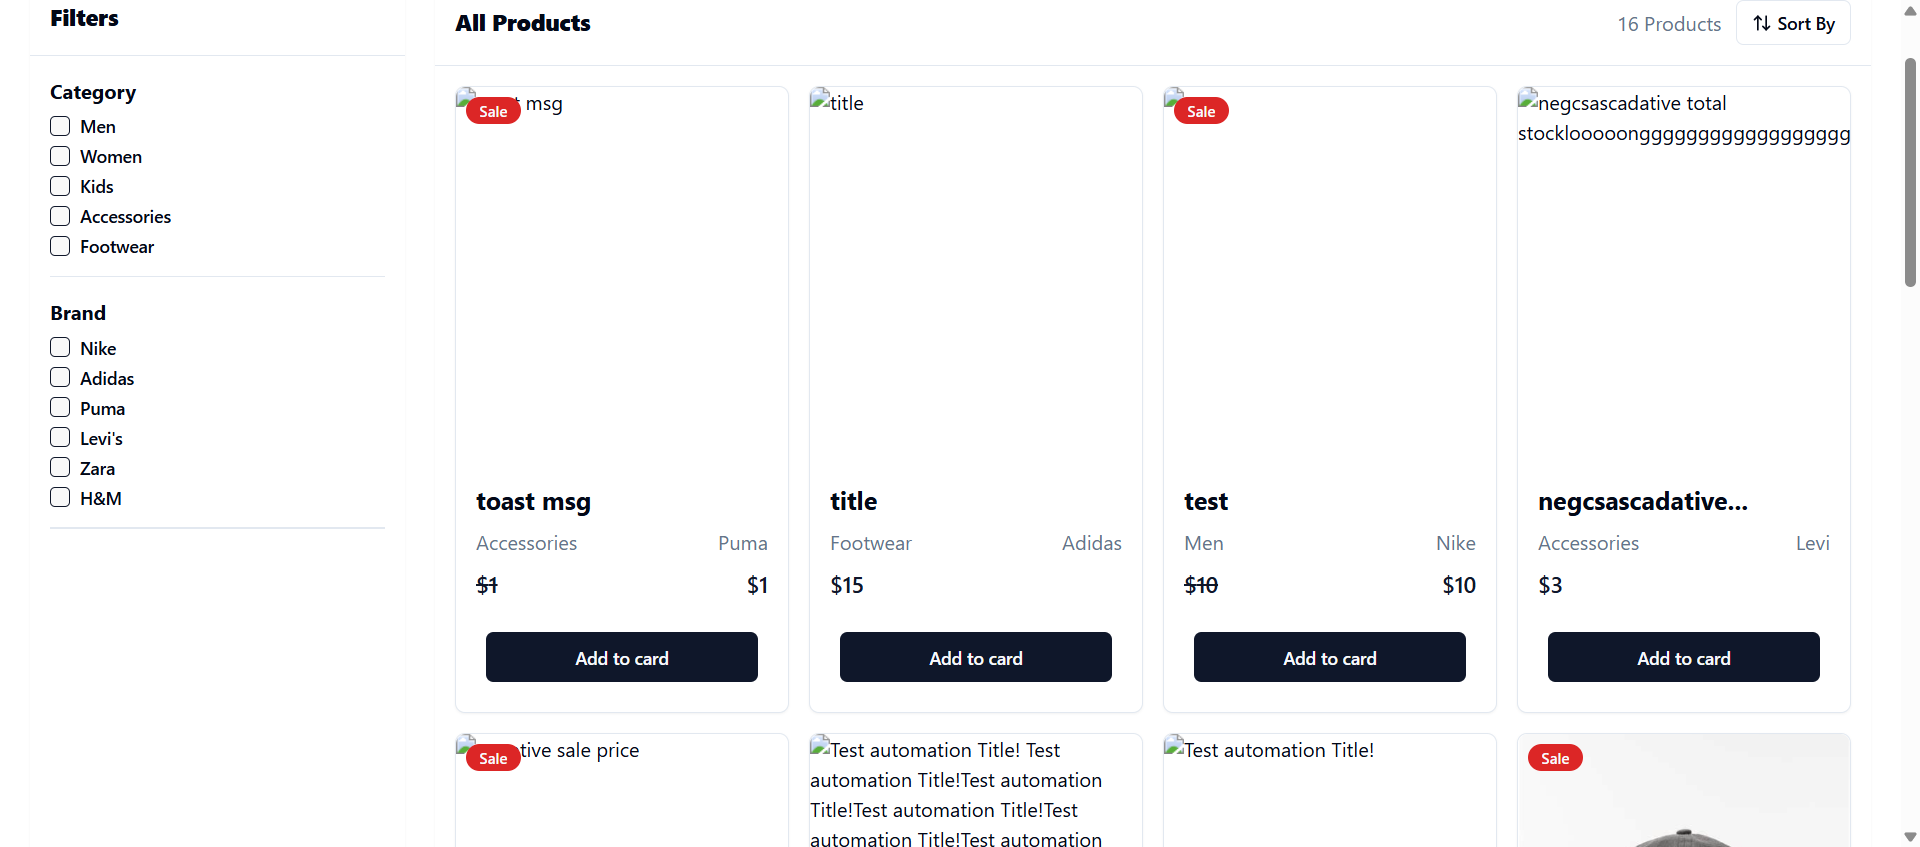 Filters
Category
Men
Women
Kids
Accessories
Footwear
Brand
Nike
Adidas
Puma
Levi's
Zara
H&M
All Products
16 Products
Sort By
Sale
msg
toast msg
Accessories
Puma
$1
$1
Add to card
title
title
Footwear
Adidas
$15
Add to card
Sale
test
Men
Nike
$10
$10
Add to card
negcsascadative total
stocklooooongggggggggggggggggg
negcsascadative...
Accessories
Levi
$3
Add to card
Sale
sale price
Test automation Title! Test
automation Title!Test automation
Title!Test automation Title!Test
automation Title!Test automation
Test automation Title!
Sale